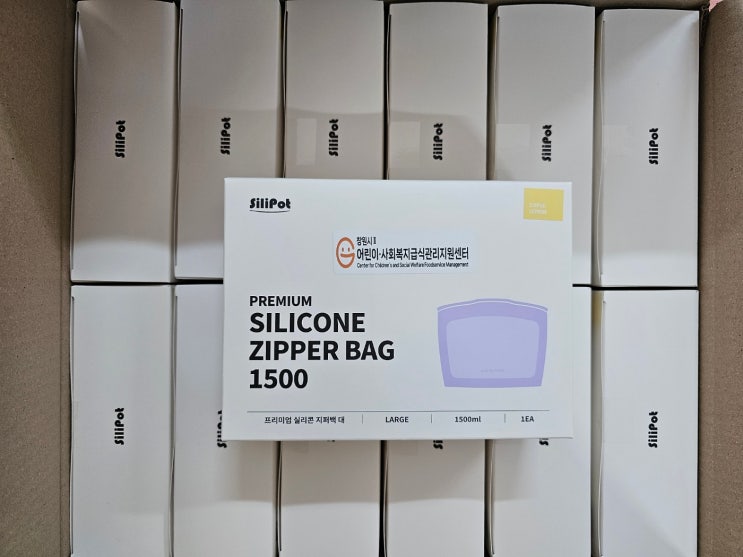 SiliPot
SiliPot
SiliPot
SiliPot
SiliPot
SiliPot
SiliPot
창원시 II
어린이·사회복지급식관리지원센터
Center for Children's and Social Welfare Foodservice Management
PREMIUM
SILICONE
ZIPPER BAG
1500
프리미엄 실리콘 지퍼백 대
LARGE
1500ml
1EA
SiliPot
SiliPot